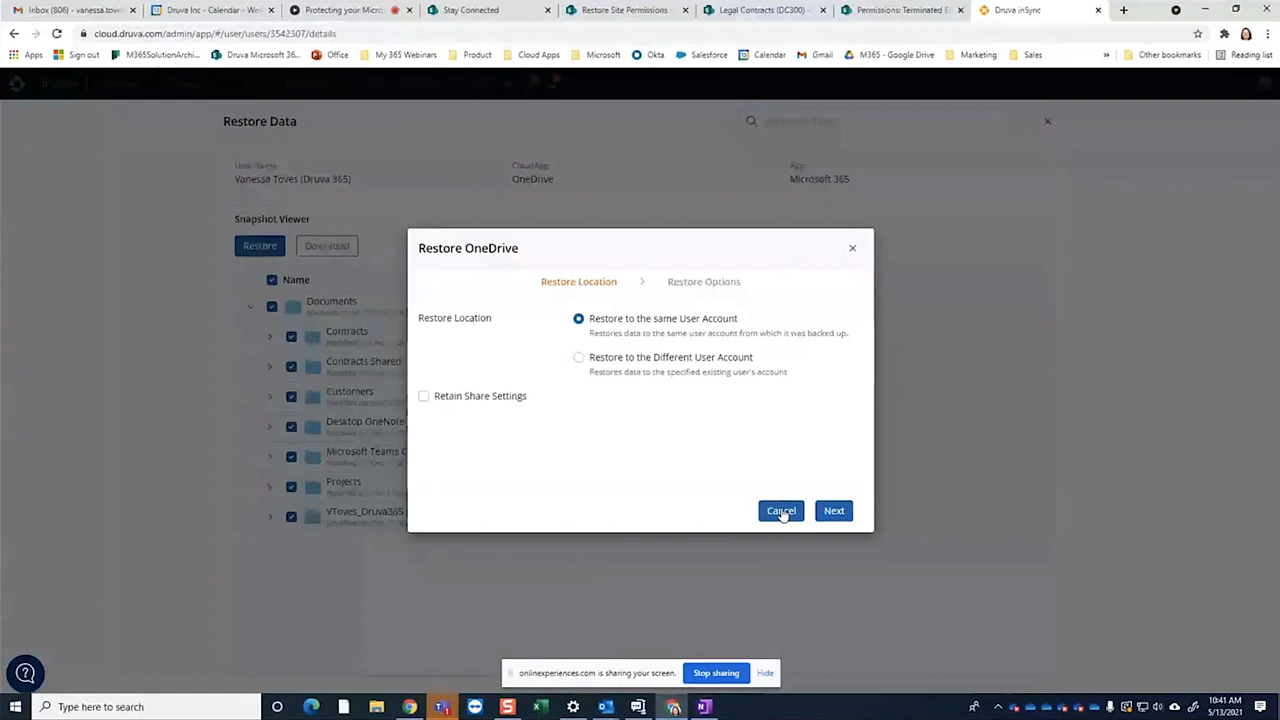 Inbox (806) - vanessa.tove
Druva Inc - Calendar - We
Protecting your Micro
Stay Connected
Restore Site Permissions -
Legal Contracts (DC300) -
Permissions: Terminated E
Druva inSync
cloud.druva.com/admin/app/#/user/users/3542307/details
Apps
Sign out
M365SolutionArchi...
Druva Microsoft 36...
Office
My 365 Webinars
Product
Cloud Apps
Microsoft
Okta
Salesforce
Calendar
Gmail
M365 - Google Drive
Marketing
Sales
»
Other bookmarks
Reading list
Restore Data
User Name
CloudApp
App
Vanessa Toves (Druva 365)
OneDrive
Microsoft 365
Snapshot Viewer
Restore
Download
Name
Documents
Contracts
Contracts Shared
Customers
Desktop OneNote
Microsoft Teams C
Projects
VToves_Druva365
Restore OneDrive
Restore Location > Restore Options
Restore Location
Restore to the same User Account
Restores data to the same user account from which it was backed up.
Restore to the Different User Account
Restores data to the specified existing user's account
Retain Share Settings
Cancel
Next
onlinexperiences.com is sharing your screen.
Stop sharing
Hide
Type here to search
10:41 AM
5/13/2021